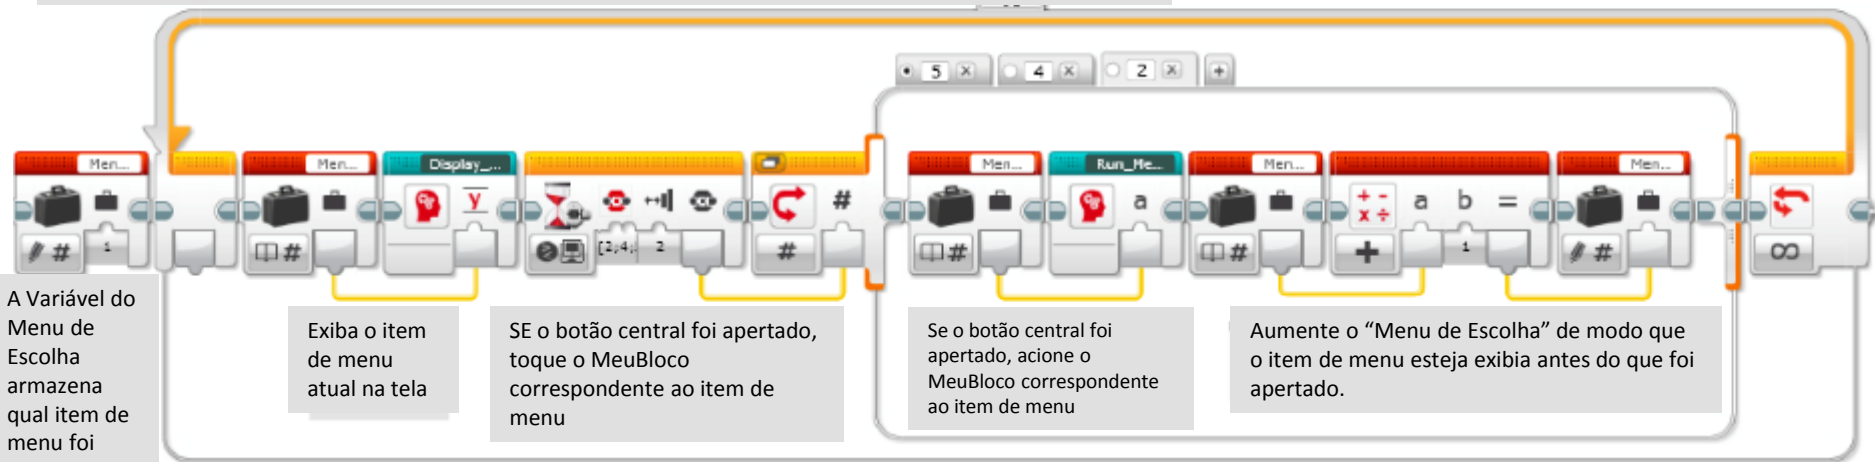 5 4 2
Men...
Men...
Display_...
Men...
Run_Me...
Men...
Men...
y
#
a
a b =
#
1
#
[2;4;
2
#
#
#
1
#
A Variável do
Menu de
Escolha
armazena
qual item de
menu foi
Exiba o item
de menu
atual na tela
SE o botão central foi apertado,
toque o MeuBloco
correspondente ao item de
menu
Se o botão central foi
apertado, acione o
MeuBloco correspondente
ao item de menu
Aumente o “Menu de Escolha” de modo que
o item de menu esteja exibia antes do que foi
apertado.